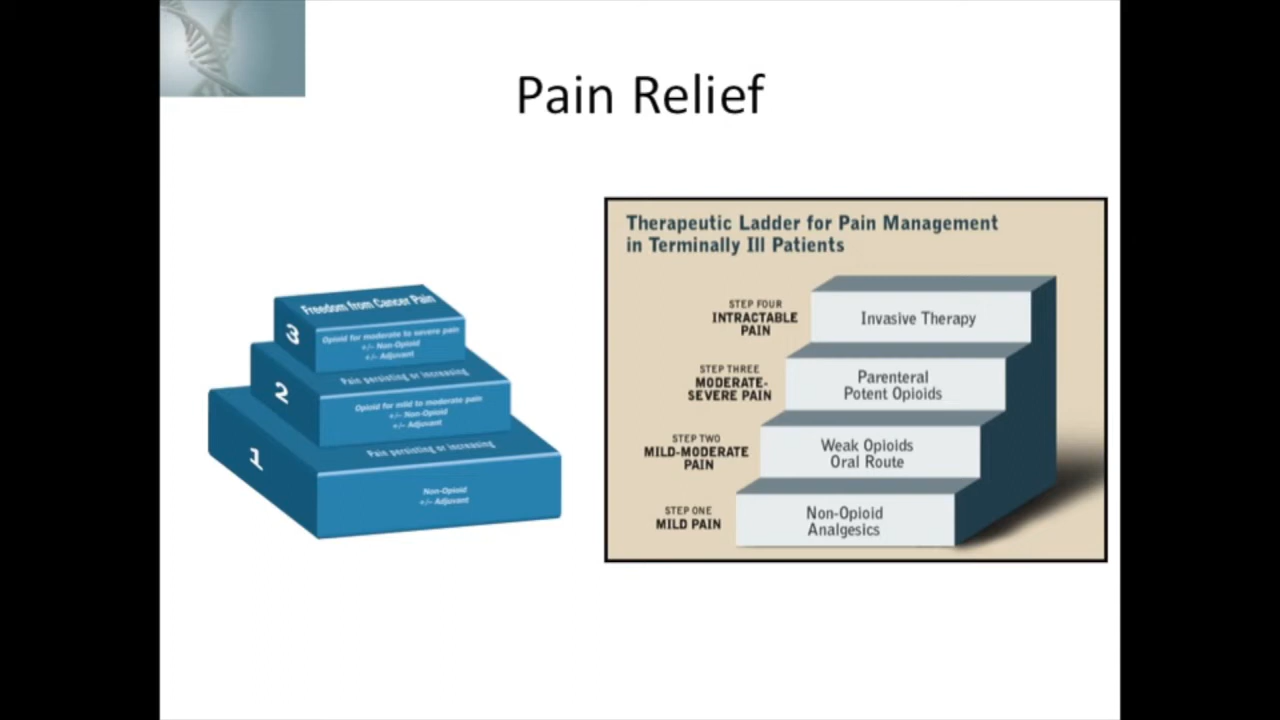 Pain Relief
Freedom from Cancer Pain
3
Opioid for moderate to severe pain
+/- Non-Opioid
+/- Adjuvant
Pain persisting or increasing
2
Opioid for mild to moderate pain
+/- Non-Opioid
+/- Adjuvant
Pain persisting or increasing
1
Non-Opioid
+/- Adjuvant
Therapeutic Ladder for Pain Management
in Terminally Ill Patients
STEP FOUR
INTRACTABLE
PAIN
Invasive Therapy
STEP THREE
MODERATE-
SEVERE PAIN
Parenteral
Potent Opioids
STEP TWO
MILD-MODERATE
PAIN
Weak Opioids
Oral Route
STEP ONE
MILD PAIN
Non-Opioid
Analgesics